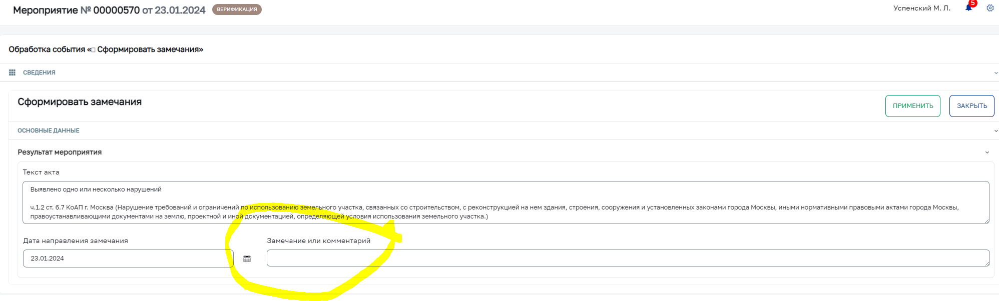 Мероприятие № 00000570 от 23.01.2024 ВЕРИФИКАЦИЯ
Успенский М. Л. 5
Обработка события «□ Сформировать замечания»
СВЕДЕНИЯ
Сформировать замечания
ПРИМЕНИТЬ ЗАКРЫТЬ
ОСНОВНЫЕ ДАННЫЕ
Результат мероприятия
Текст акта
Выявлено одно или несколько нарушений
ч.1.2 ст. 6.7 КоАП г. Москва (Нарушение требований и ограничений по использованию земельного участка, связанных со строительством, с реконструкцией на нем здания, строения, сооружения и установленных законами города Москвы, иными нормативными правовыми актами города Москвы,
правоустанавливающими документами на землю, проектной и иной документацией, определяющей условия использования земельного участка.)
Дата направления замечания
23.01.2024
Замечание или комментарий